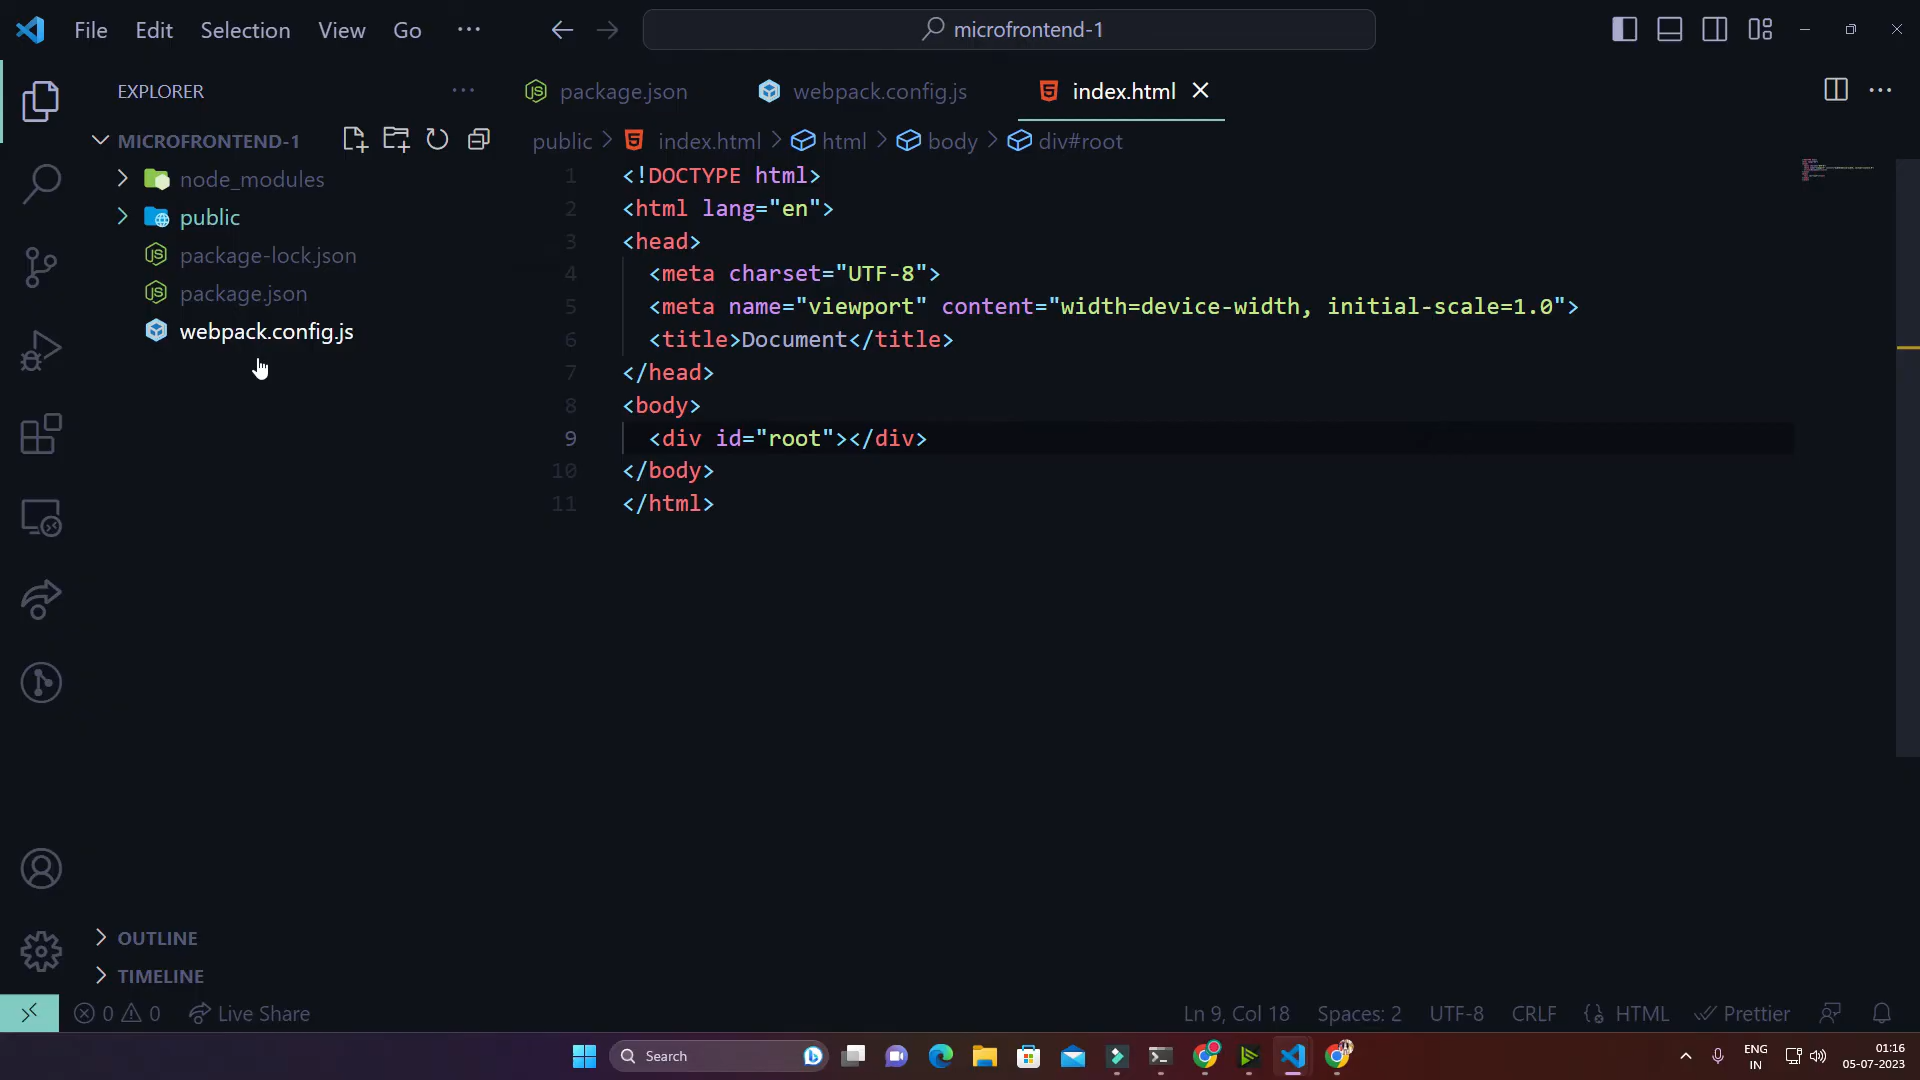 File Edit Selection View Go ···
microfrontend-1
EXPLORER
MICROFRONTEND-1
node_modules
public
package-lock.json
package.json
webpack.config.js
OUTLINE
TIMELINE
package.json webpack.config.js index.html
public > index.html > html > body > div#root
1 <!DOCTYPE html>
2 <html lang="en">
3 <head>
4 <meta charset="UTF-8">
5 <meta name="viewport" content="width=device-width, initial-scale=1.0">
6 <title>Document</title>
7 </head>
8 <body>
9 <div id="root"></div>
10 </body>
11 </html>
0 0 Live Share Ln 9, Col 18 Spaces: 2 UTF-8 CRLF HTML Prettier
Search
ENG
IN
01:16
05-07-2023